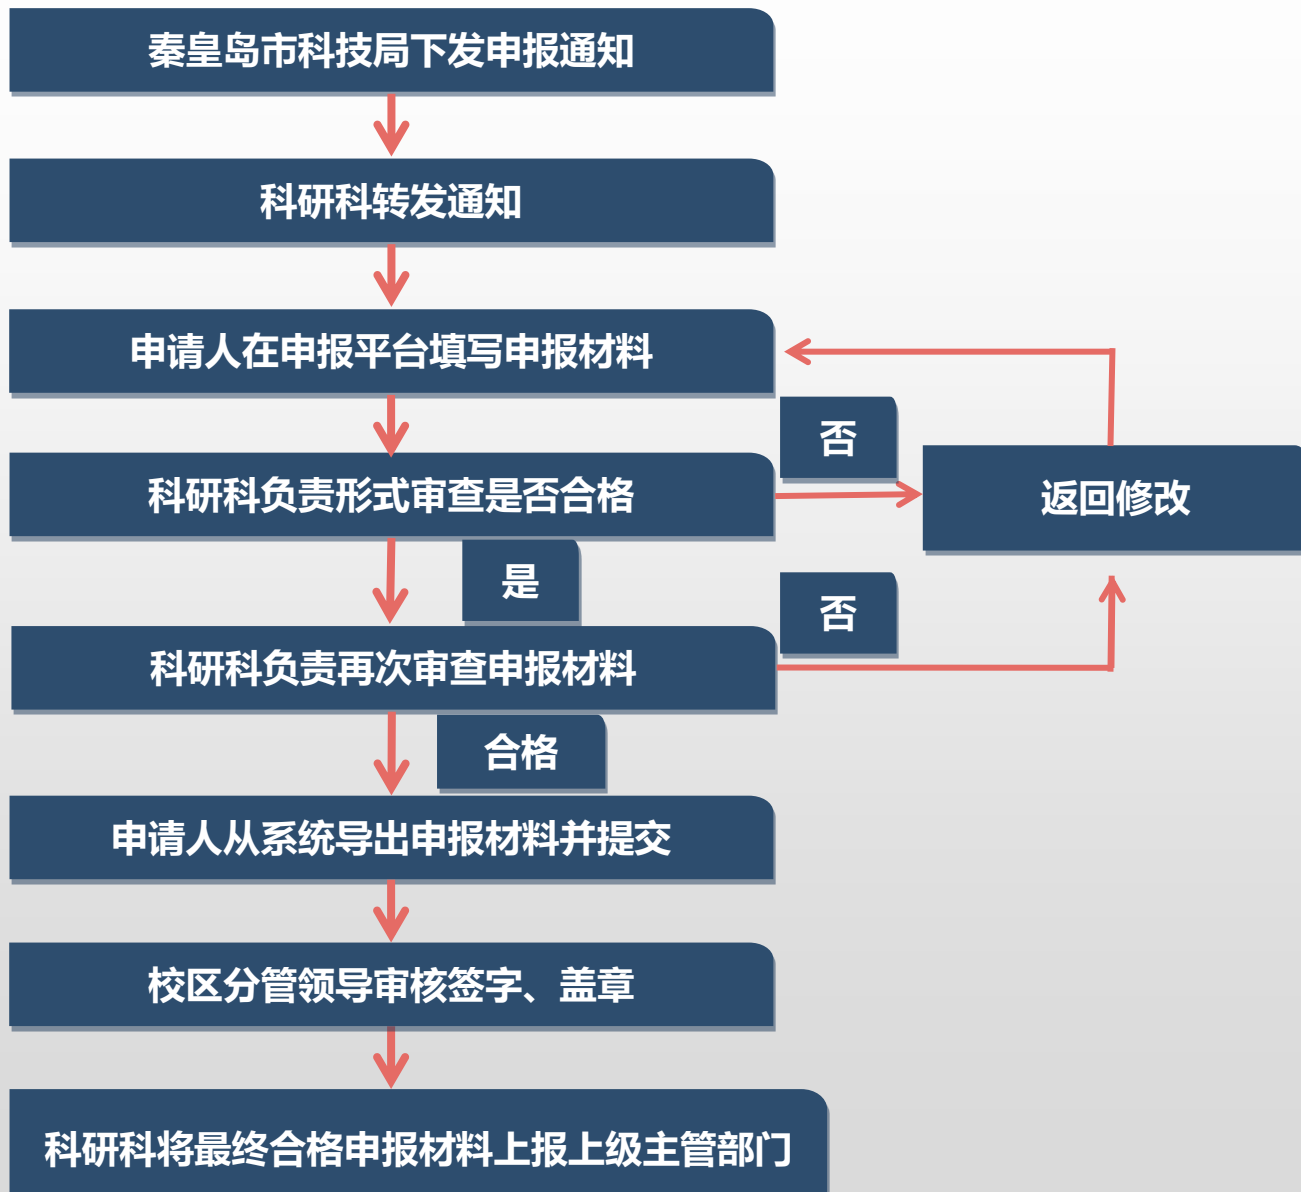 秦皇岛市科技局下发申报通知
科研科转发通知
申请人在申报平台填写申报材料
否
科研科负责形式审查是否合格
返回修改
是
否
科研科负责再次审查申报材料
合格
申请人从系统导出申报材料并提交
校区分管领导审核签字、盖章
科研科将最终合格申报材料上报上级主管部门